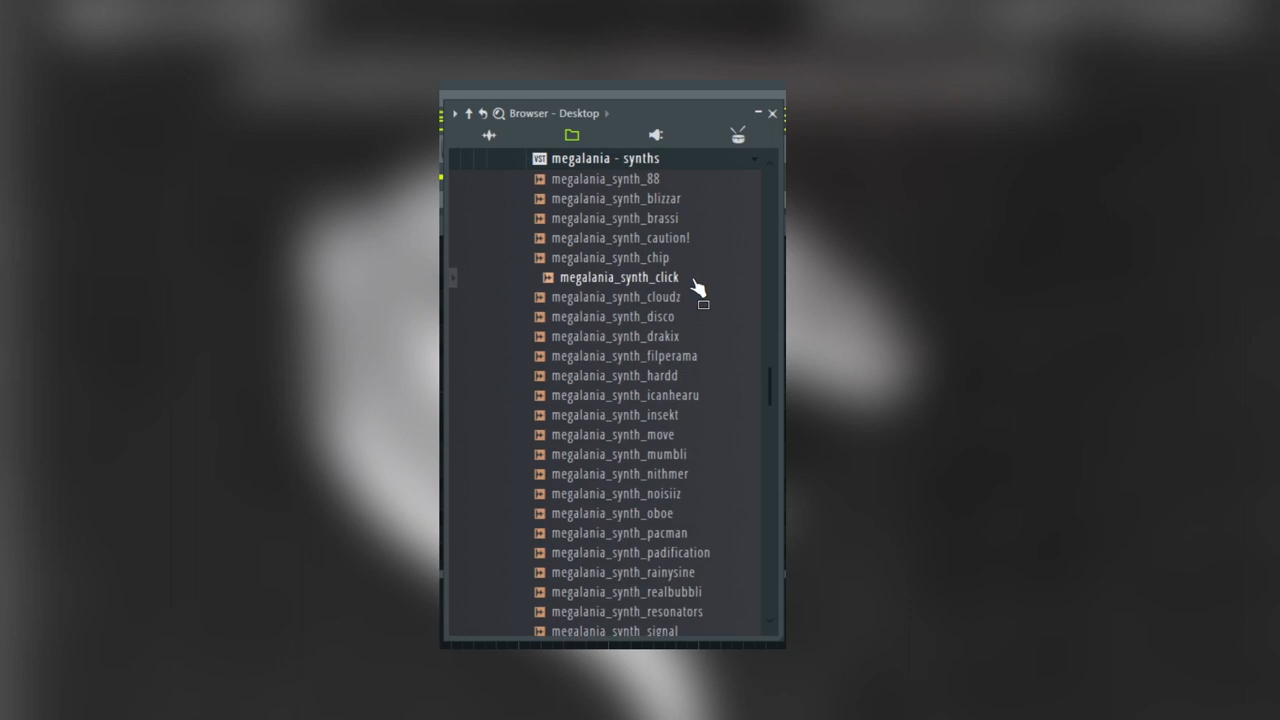 Browser - Desktop
VST megalania - synths
megalania_synth_88
megalania_synth_blizzar
megalania_synth_brassi
megalania_synth_caution!
megalania_synth_chip
megalania_synth_click
megalania_synth_cloudz
megalania_synth_disco
megalania_synth_drakix
megalania_synth_filperama
megalania_synth_hardd
megalania_synth_icanhearu
megalania_synth_insekt
megalania_synth_move
megalania_synth_mumbli
megalania_synth_nithmer
megalania_synth_noisiiz
megalania_synth_oboe
megalania_synth_pacman
megalania_synth_padification
megalania_synth_rainysine
megalania_synth_realbubbli
megalania_synth_resonators
megalania_synth_signal